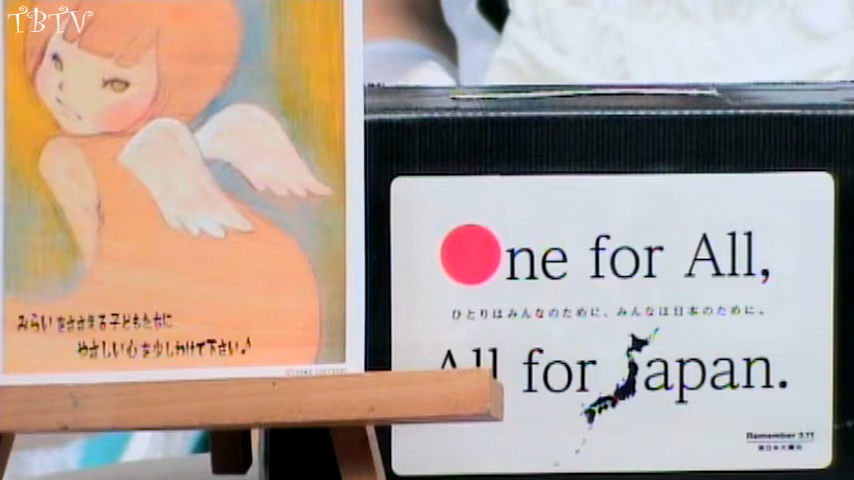 TBTV
みらいをささえる子どもたちに
やさしい心を少しわけて下さい。
One for All,
ひとりはみんなのために、みんなは日本のために。
All for Japan.
Remember 3.11
東日本大震災